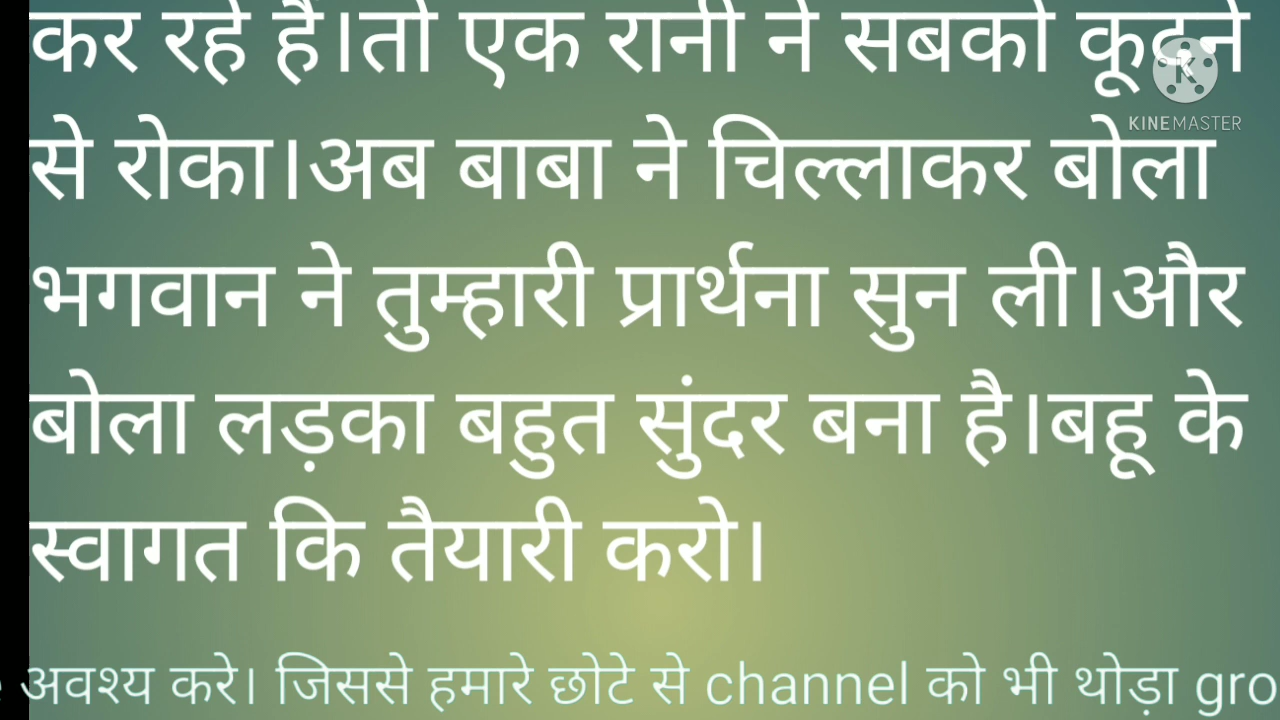 कर रहे हैं।तो एक रानी ने सबको कूदने
KINEMASTER
से रोका।अब बाबा ने चिल्लाकर बोला
भगवान ने तुम्हारी प्रार्थना सुन ली।और
बोला लड़का बहुत सुंदर बना है।बहू के
स्वागत कि तैयारी करो।
अवश्य करे। जिससे हमारे छोटे से channel को भी थोड़ा gro